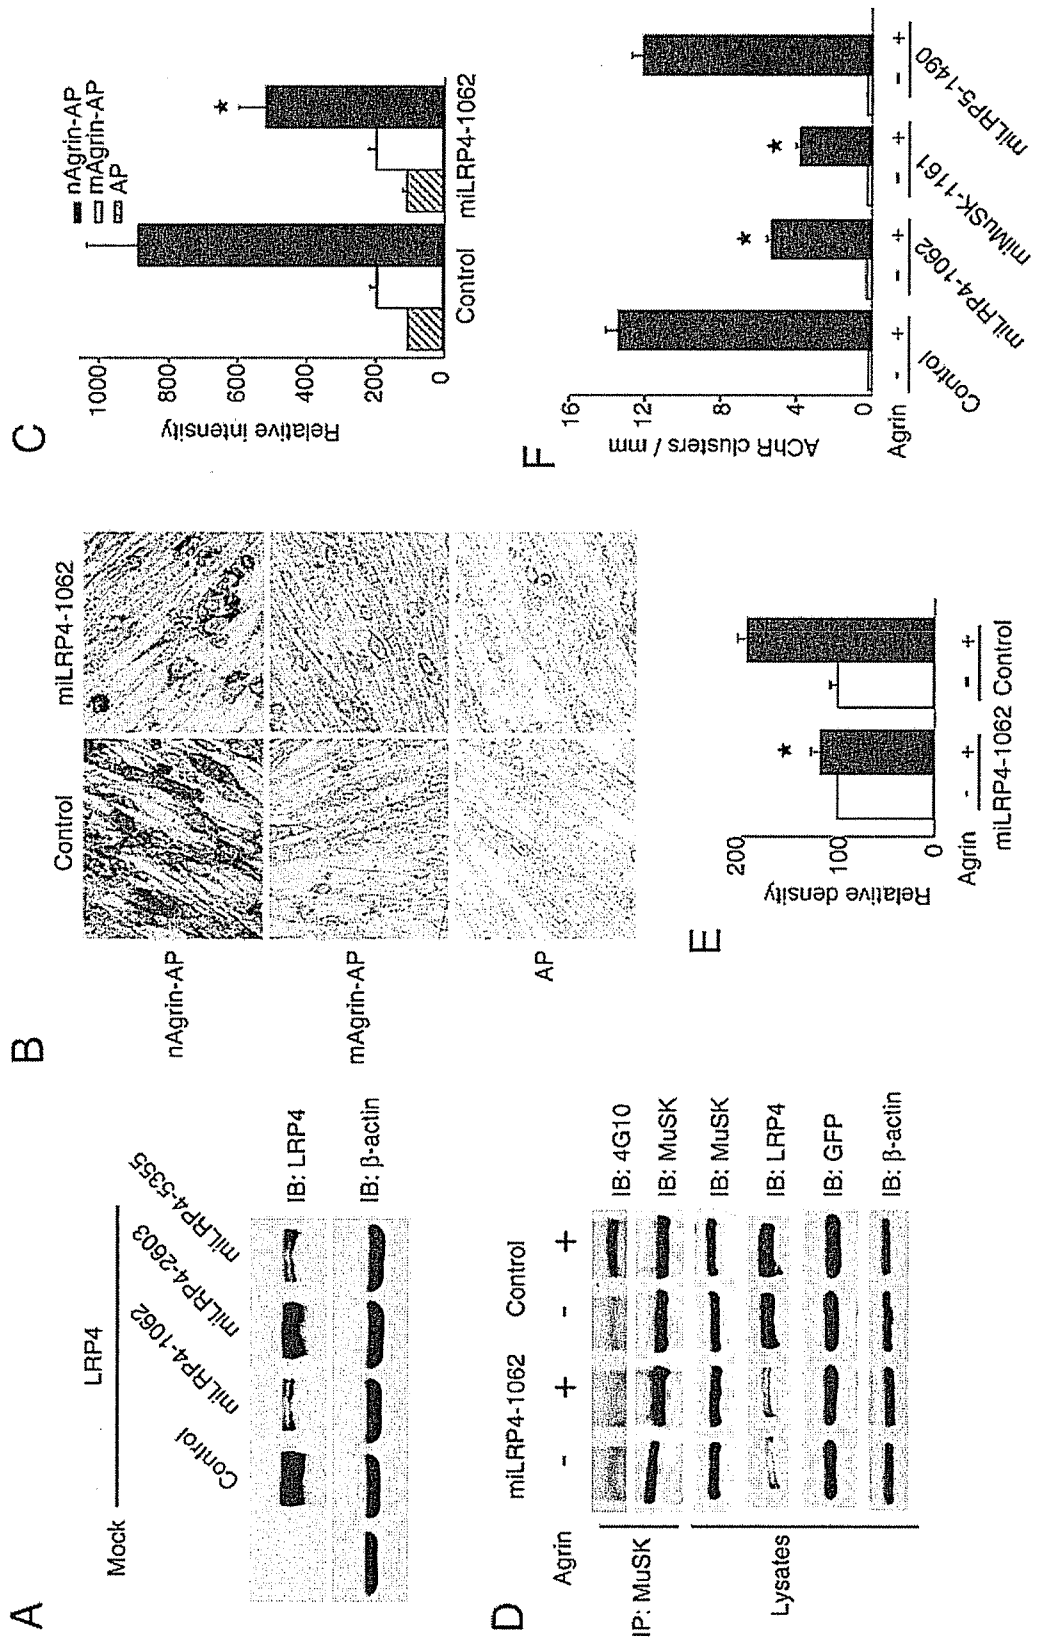 A
LRP4
Mock
Control
miLRP4-1062
miLRP4-2603
miLRP4-5355
IB: LRP4
IB: β-actin
B
Control
miLRP4-1062
nAgrin-AP
mAgrin-AP
AP
C
nAgrin-AP
mAgrin-AP
AP
Relative intensity
1000
800
600
400
200
0
*
Control
miLRP4-1062
D
miLRP4-1062 Control
Agrin - + - +
IP: MuSK
IB: 4G10
IB: MuSK
Lysates
IB: MuSK
IB: LRP4
IB: GFP
IB: β-actin
E
Relative density
200
100
0
*
Agrin - + - +
miLRP4-1062 Control
F
AChR clusters / mm
16
12
8
4
0
*
*
Agrin - + - + - + - +
Control
miLRP4-1062
miMuSK-1161
miLRP5-1490